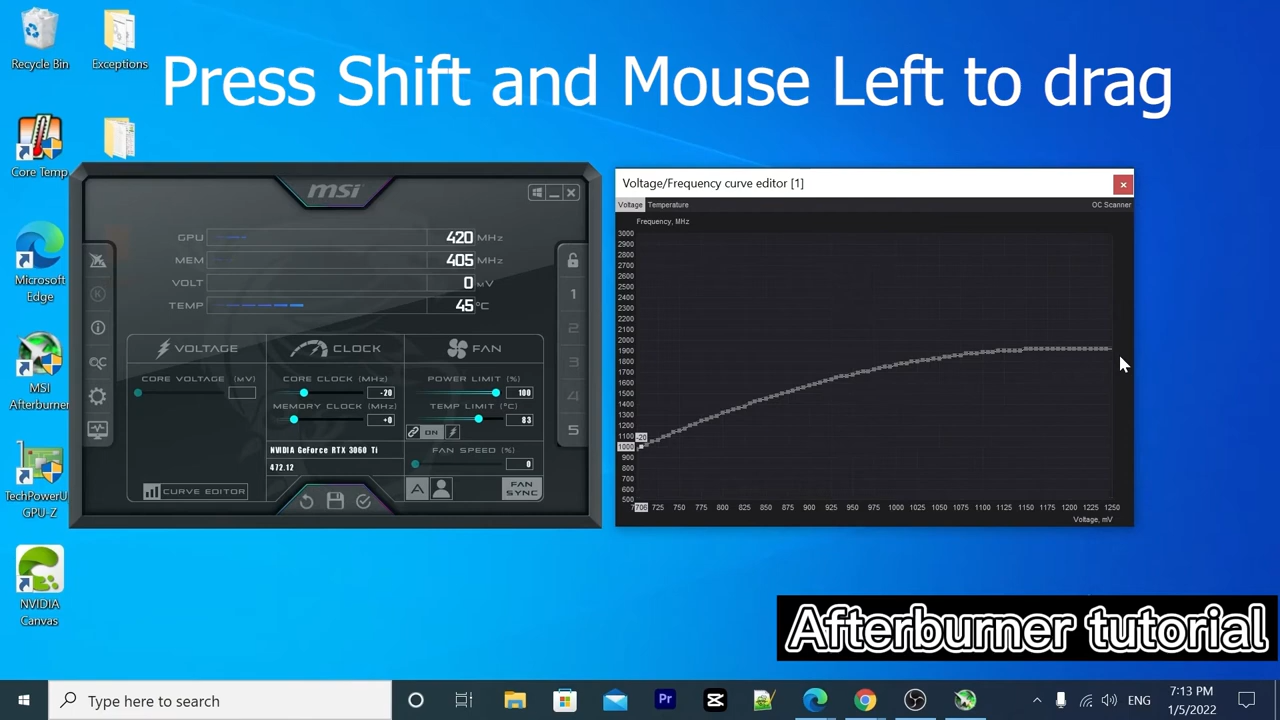 Press Shift and Mouse Left to drag
Recycle Bin
Exceptions
Core Temp
Microsoft
Edge
MSI
Afterburner
TechPowerU
GPU-Z
NVIDIA
Canvas
msi
GPU 420 MHz
MEM 405 MHz
VOLT 0 MV
TEMP 45 °C
K
OC
1
2
3
4
5
VOLTAGE
CORE VOLTAGE (MV)
CURVE EDITOR
CLOCK
CORE CLOCK (MHz)
-20
MEMORY CLOCK (MHz)
+0
NVIDIA GeForce RTX 3060 Ti
472.12
FAN
POWER LIMIT (%)
100
TEMP LIMIT (°C)
83
ON
FAN SPEED (%)
0
A
FAN
SYNC
Voltage/Frequency curve editor [1]
Voltage Temperature OC Scanner
Frequency, MHz
3000
2900
2800
2700
2600
2500
2400
2300
2200
2100
2000
1900
1800
1700
1600
1500
1400
1300
1200
1100 -20
1000
900
800
700
600
500
706 725 750 775 800 825 850 875 900 925 950 975 1000 1025 1050 1075 1100 1125 1150 1175 1200 1225 1250
Voltage, mV
Afterburner tutorial
Type here to search
Pr
ENG
7:13 PM
1/5/2022